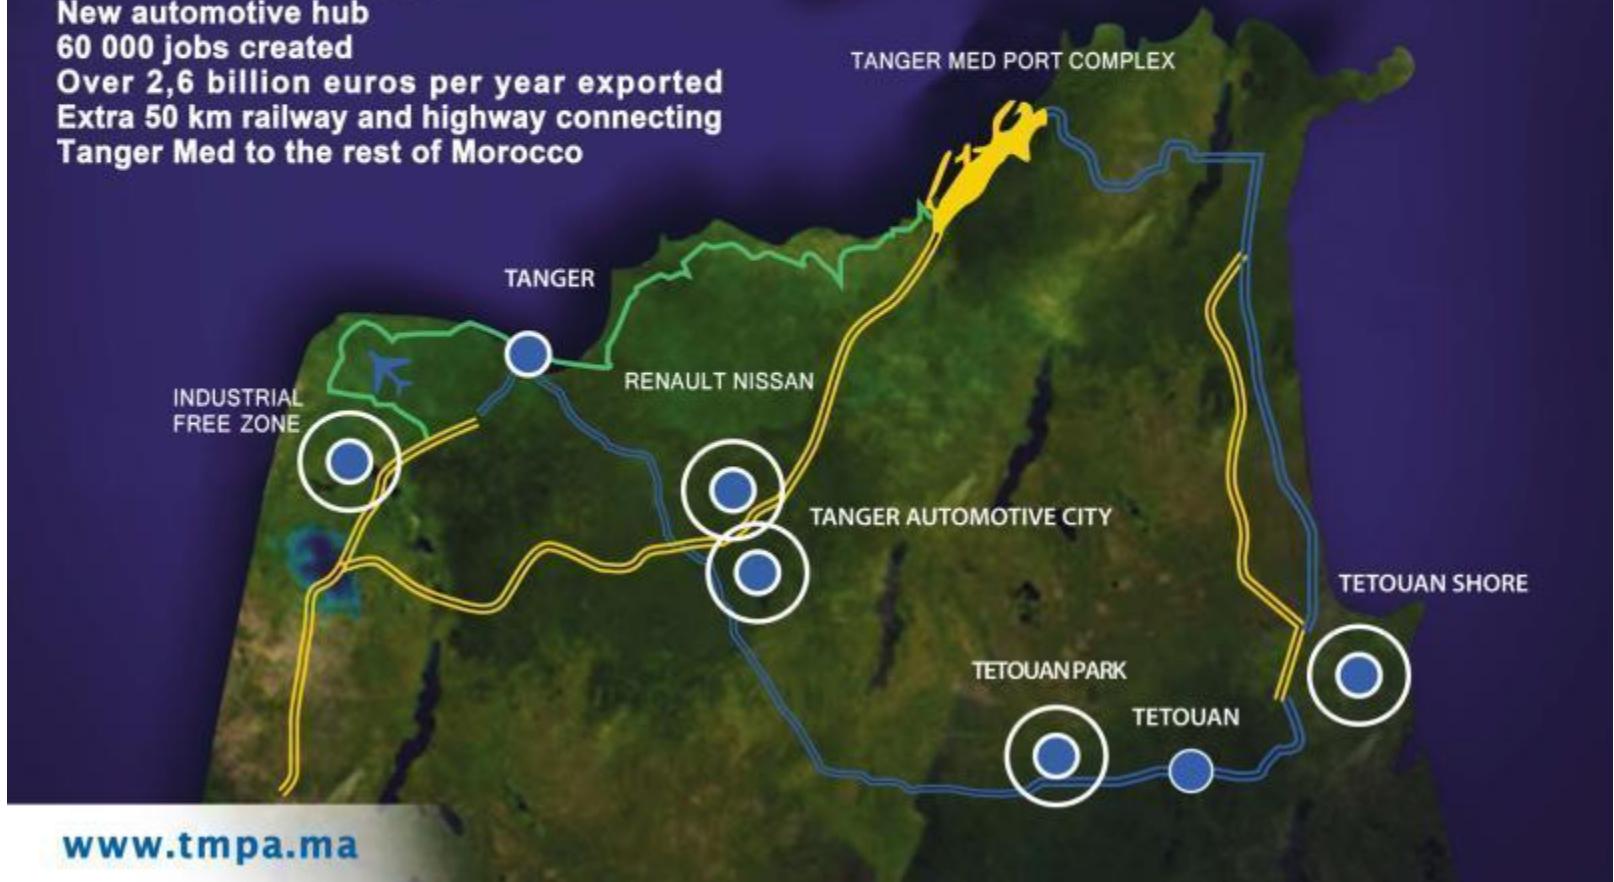 New automotive hub
60 000 jobs created
Over 2,6 billion euros per year exported
Extra 50 km railway and highway connecting
Tanger Med to the rest of Morocco
TANGER MED PORT COMPLEX
TANGER
RENAULT NISSAN
INDUSTRIAL
FREE ZONE
TANGER AUTOMOTIVE CITY
TETOUAN SHORE
TETOUAN PARK
TETOUAN
www.tmpa.ma